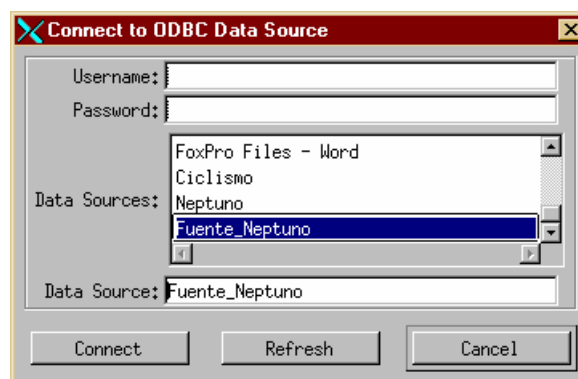 Connect to ODBC Data Source
Username:
Password:
Data Sources:
FoxPro Files - Word
Ciclismo
Neptuno
Fuente_Neptuno
Data Source: Fuente_Neptuno
Connect Refresh Cancel